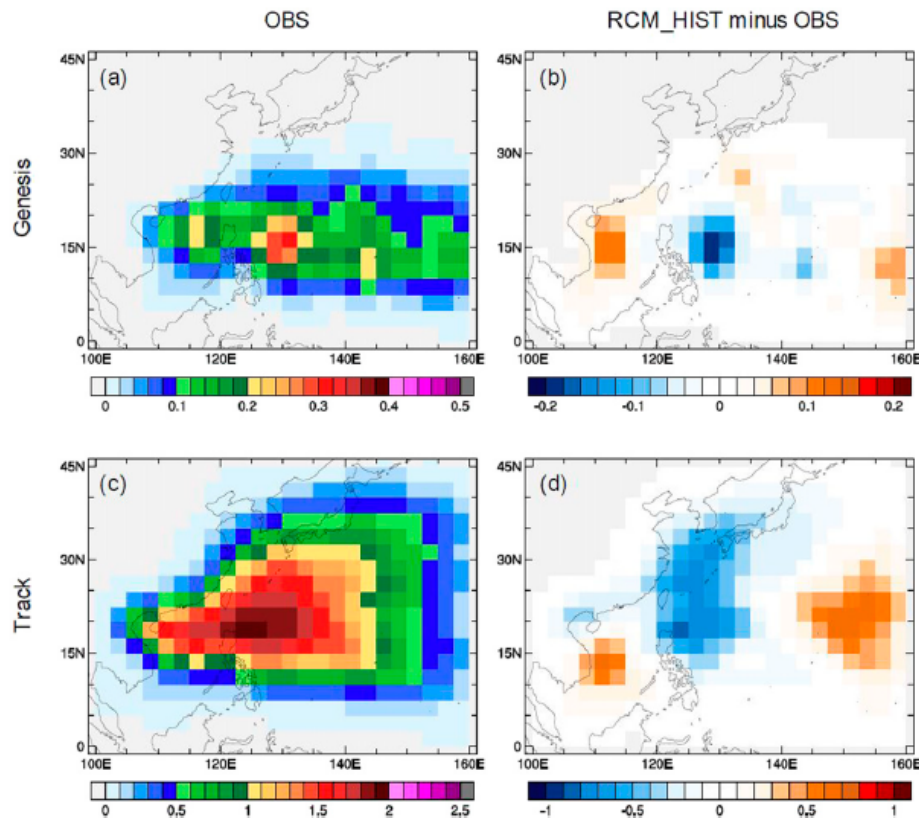 OBS
RCM_HIST minus OBS
Genesis
(a)
45N
30N
15N
0
100E 120E 140E 160E
0 0.1 0.2 0.3 0.4 0.5
(b)
45N
30N
15N
0
100E 120E 140E 160E
-0.2 -0.1 0 0.1 0.2
Track
(c)
45N
30N
15N
0
100E 120E 140E 160E
0 0.5 1 1.5 2 2.5
(d)
45N
30N
15N
0
100E 120E 140E 160E
-1 -0.5 0 0.5 1